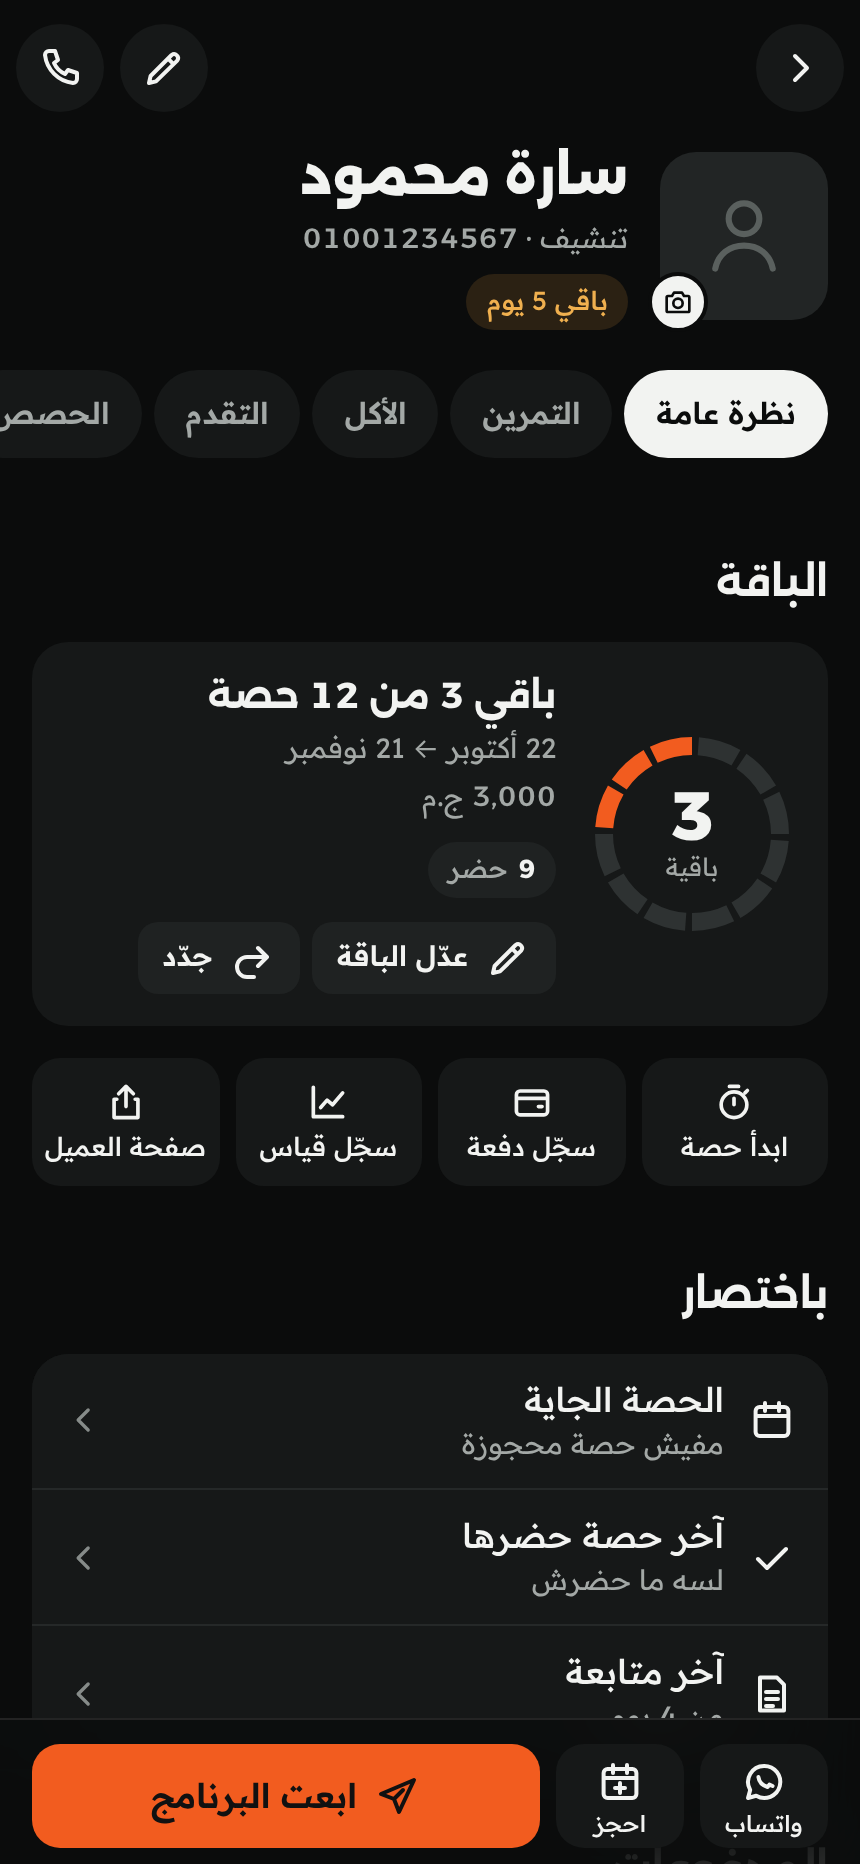 سارة محمود
تنشيف · 01001234567
باقي 5 يوم
نظرة عامة
التمرين
الأكل
التقدم
الحصص
الباقة
باقي 3 من 12 حصة
22 أكتوبر ← 21 نوفمبر
3,000 ج.م
9 حضر
3
باقية
عدّل الباقة
جدّد
ابدأ حصة
سجّل دفعة
سجّل قياس
صفحة العميل
باختصار
الحصة الجاية
مفيش حصة محجوزة
آخر حصة حضرها
لسه ما حضرش
آخر متابعة
واتساب
احجز
ابعت البرنامج